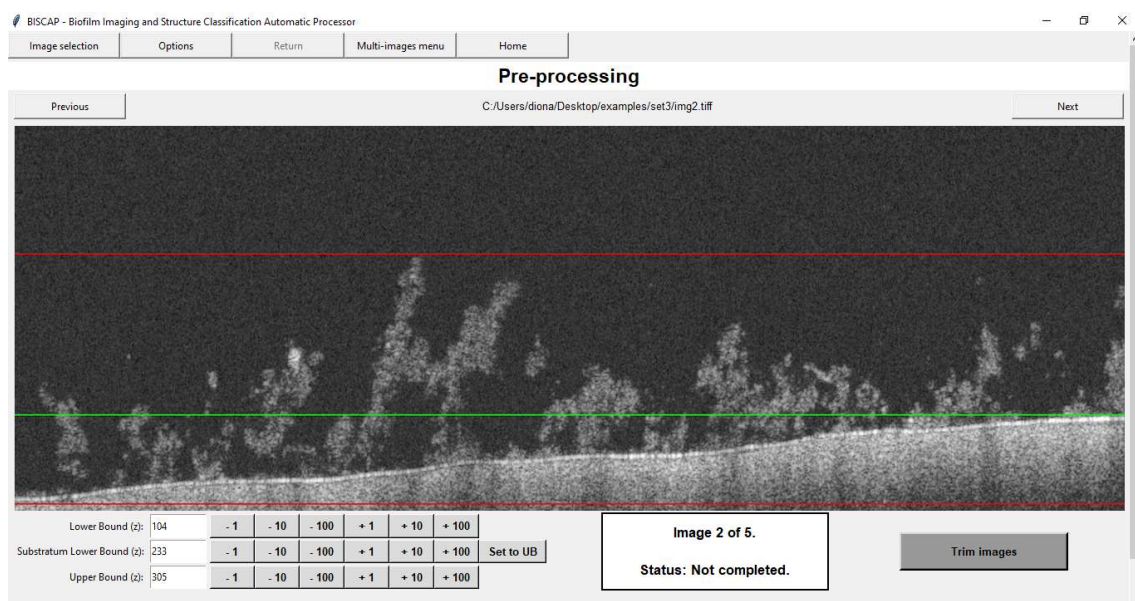 BISCAP - Biofilm Imaging and Structure Classification Automatic Processor
Image selection Options Return Multi-images menu Home
Pre-processing
Previous C:/Users/diona/Desktop/examples/set3/img2.tiff Next
Lower Bound (z): 104 - 1 - 10 - 100 + 1 + 10 + 100
Substratum Lower Bound (z): 233 - 1 - 10 - 100 + 1 + 10 + 100 Set to UB
Upper Bound (z): 305 - 1 - 10 - 100 + 1 + 10 + 100
Image 2 of 5.
Status: Not completed.
Trim images